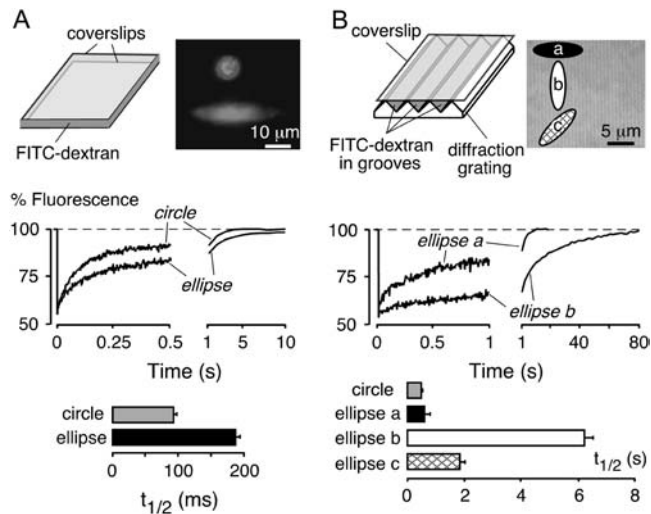 A
coverslips
FITC-dextran
10 μm
% Fluorescence
100
75
50
circle
ellipse
0 0.25 0.5 1 5 10
Time (s)
circle
ellipse
0 100 200
t1/2 (ms)
B
coverslip
FITC-dextran
in grooves
diffraction
grating
a
b
c
5 μm
100
75
50
ellipse a
ellipse b
0 0.5 1 1 40 80
Time (s)
circle
ellipse a
ellipse b
ellipse c
t1/2 (s)
0 2 4 6 8